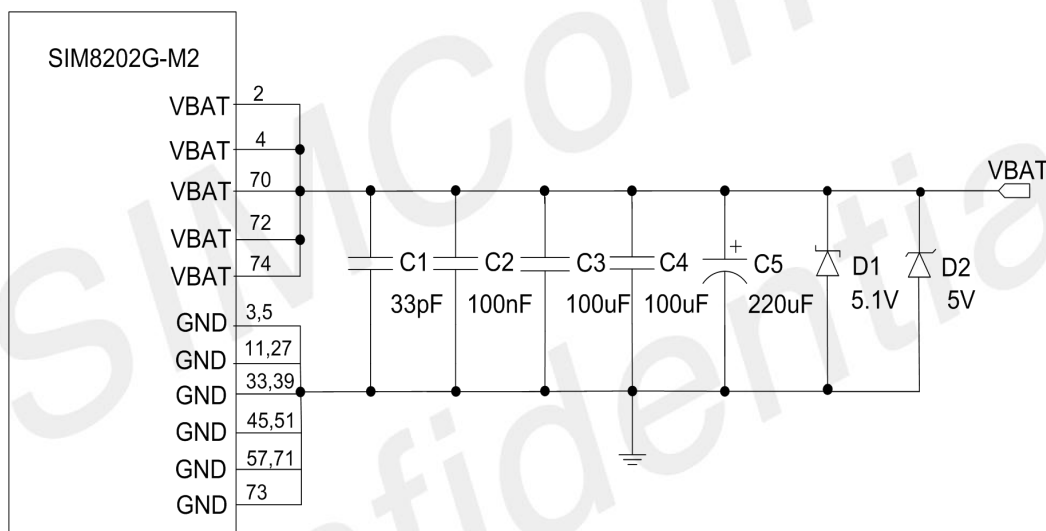 SIM8202G-M2
VBAT 2
VBAT 4
VBAT 70
VBAT 72
VBAT 74
GND 3,5
GND 11,27
GND 33,39
GND 45,51
GND 57,71
GND 73
C1
33pF
C2
100nF
C3
100uF
C4
100uF
+
C5
220uF
D1
5.1V
D2
5V
VBAT
SIMCom